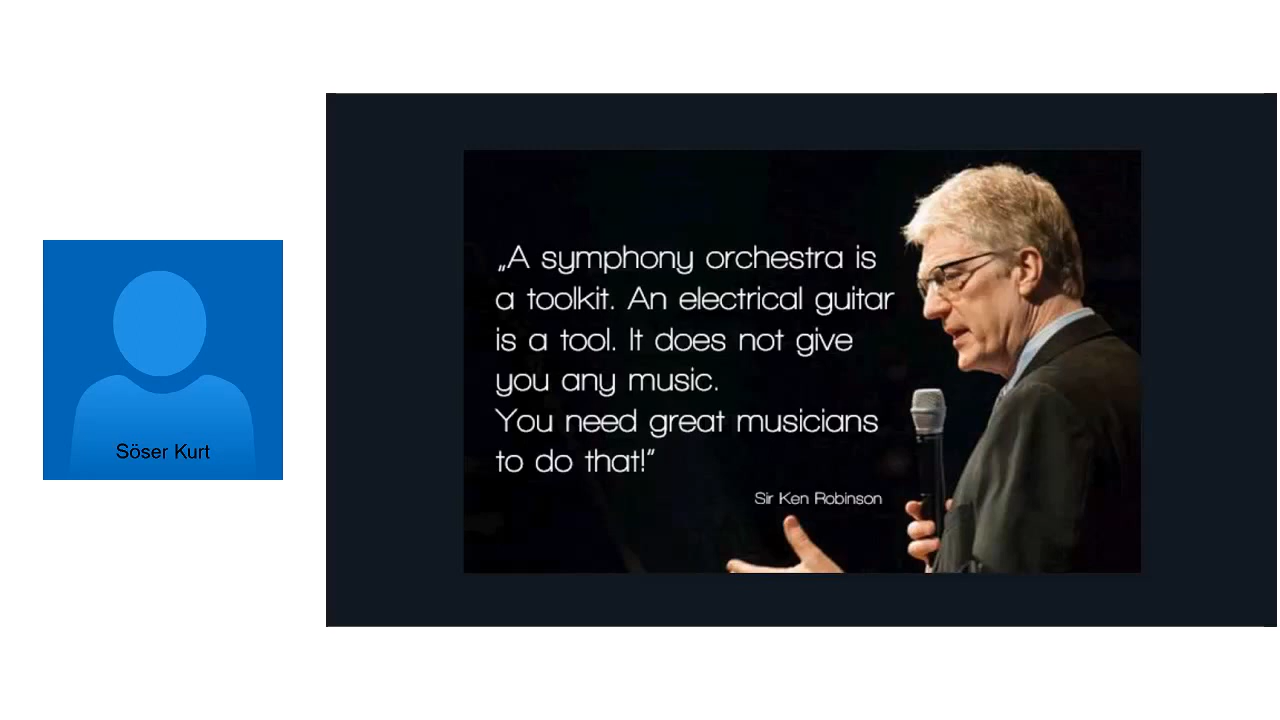 Söser Kurt
„A symphony orchestra is
a toolkit. An electrical guitar
is a tool. It does not give
you any music.
You need great musicians
to do that!”
Sir Ken Robinson